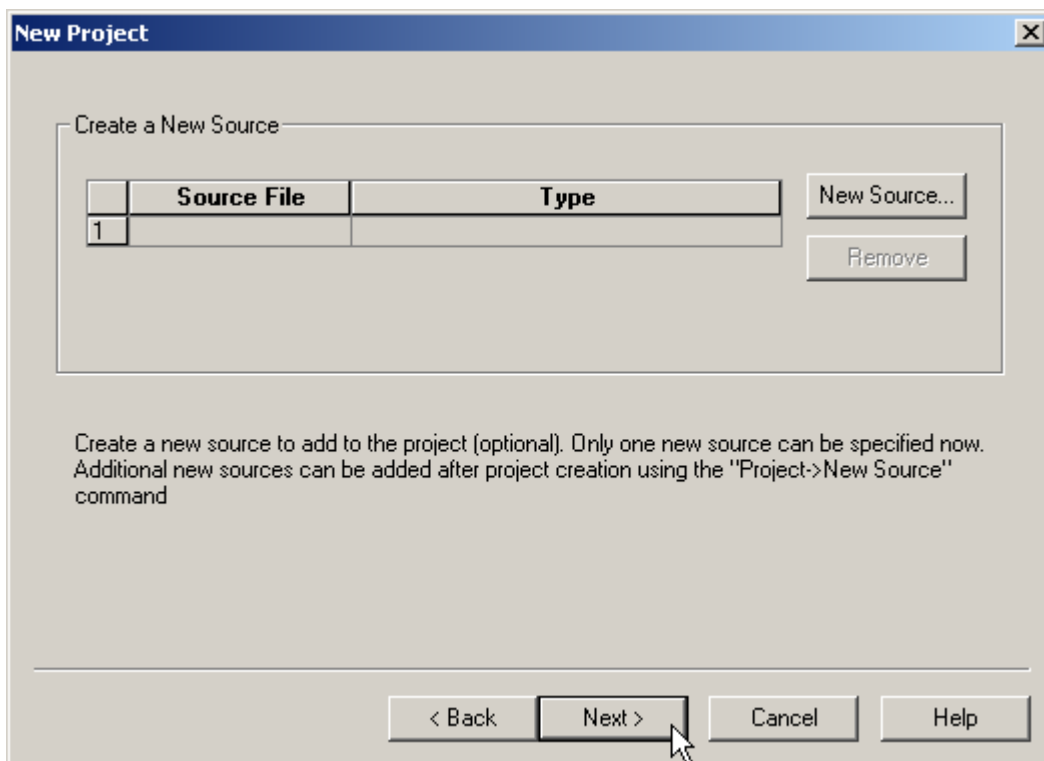 New Project
Create a New Source
Source File Type
New Source...
1
Remove
Create a new source to add to the project (optional). Only one new source can be specified now.
Additional new sources can be added after project creation using the "Project->New Source"
command
< Back Next > Cancel Help